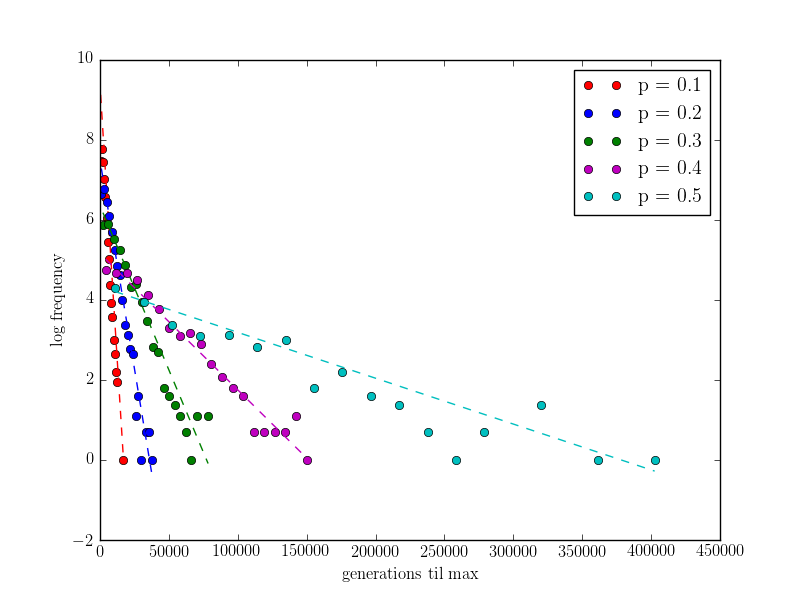 10
8
6
4
2
0
−2
log frequency
0 50000 100000 150000 200000 250000 300000 350000 400000 450000
generations til max
p = 0.1
p = 0.2
p = 0.3
p = 0.4
p = 0.5